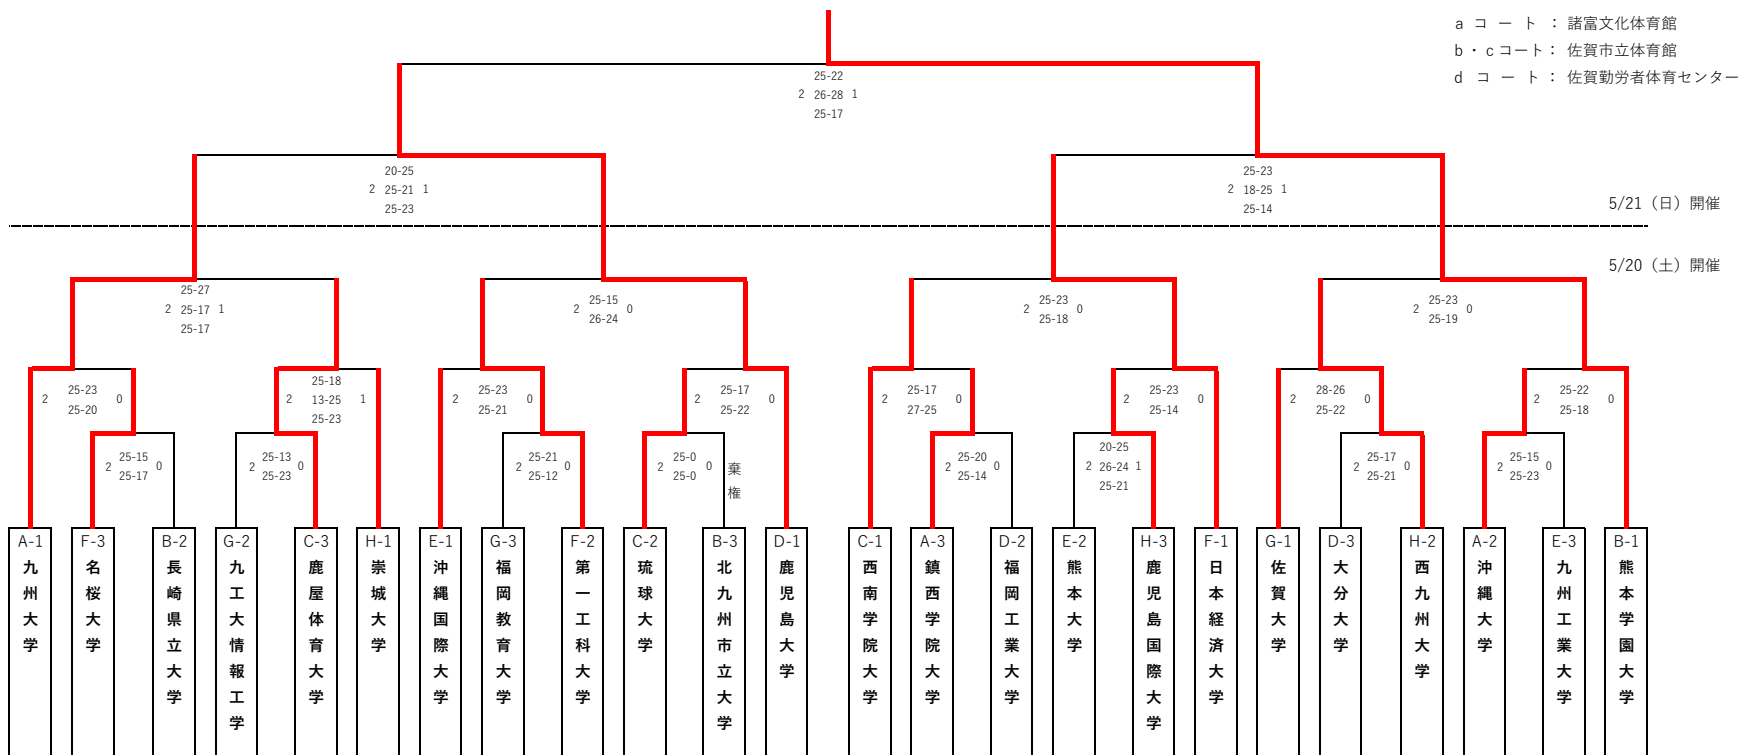 a コ ー ト ： 諸富文化体育館
b・cコート： 佐賀市立体育館
d コ ー ト ： 佐賀勤労者体育センター
25-22
2 26-28 1
25-17
20-25
2 25-21 1
25-23
25-23
2 18-25 1
25-14
5/21（日）開催
5/20（土）開催
25-27
2 25-17 1
25-17
25-15
2 0
26-24
25-23
2 0
25-18
25-23
2 0
25-19
25-23
2 0
25-20
25-18
2 13-25 1
25-23
25-23
2 0
25-21
25-17
2 0
25-22
25-17
2 0
27-25
25-23
2 0
25-14
28-26
2 0
25-22
25-22
2 0
25-18
25-15
2 0
25-17
25-13
2 0
25-23
25-21
2 0
25-12
25-0
2 0
25-0
棄権
25-20
2 0
25-14
20-25
2 26-24 1
25-21
25-17
2 0
25-21
25-15
2 0
25-23
A-1
九州大学
F-3
名桜大学
B-2
長崎県立大学
G-2
九工大情報工学
C-3
鹿屋体育大学
H-1
崇城大学
E-1
沖縄国際大学
G-3
福岡教育大学
F-2
第一工科大学
C-2
琉球大学
B-3
北九州市立大学
D-1
鹿児島大学
C-1
西南学院大学
A-3
鎮西学院大学
D-2
福岡工業大学
E-2
熊本大学
H-3
鹿児島国際大学
F-1
日本経済大学
G-1
佐賀大学
D-3
大分大学
H-2
西九州大学
A-2
沖縄大学
E-3
九州工業大学
B-1
熊本学園大学